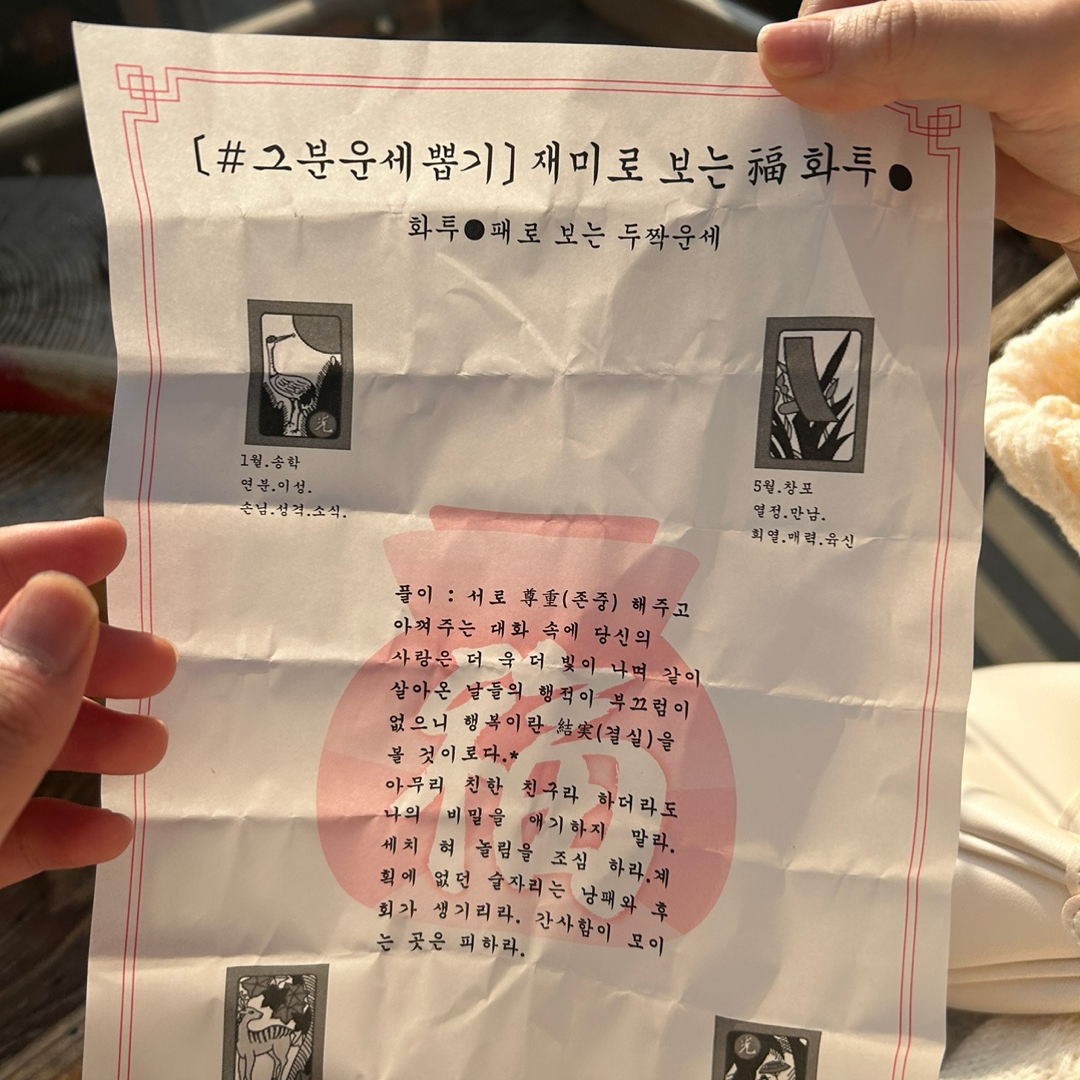 [#그분운세뽑기] 재미로 보는 福 화투●
화투●패로 보는 두짝운세
光
1월.송학
연분.이성.
손님.성격.소식.
5월.창포
열정.만남.
희열.매력.육신
福
플이 : 서로 尊重(존중) 해주고
아껴주는 대화 속에 당신의
사랑은 더 욱 더 빛이 나며 같이
살아온 날들의 행적이 부끄럼이
없으니 행복이란 結実(결실)을
볼 것이로다.*
아무리 친한 친구라 하더라도
나의 비밀을 얘기하지 말라.
세치 혀 놀림을 조심 하라.계
획에 없던 술자리는 낭패와 후
회가 생기리라. 간사함이 모이
는 곳은 피하라.
光